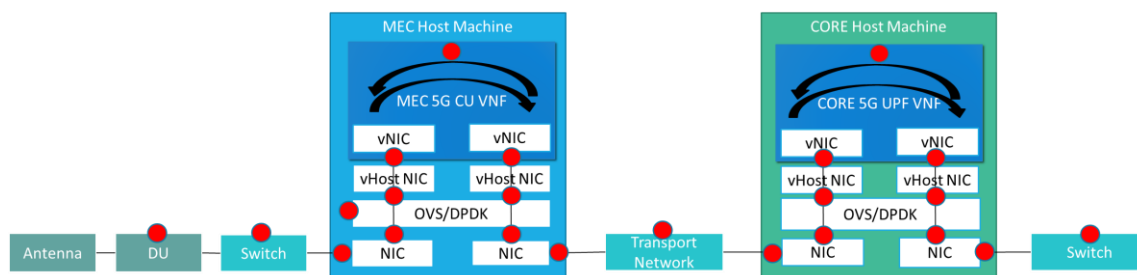 MEC Host Machine
MEC 5G CU VNF
vNIC
vNIC
vHost NIC
vHost NIC
OVS/DPDK
NIC
NIC
CORE Host Machine
CORE 5G UPF VNF
vNIC
vNIC
vHost NIC
vHost NIC
OVS/DPDK
NIC
NIC
Antenna
DU
Switch
Transport
Network
Switch